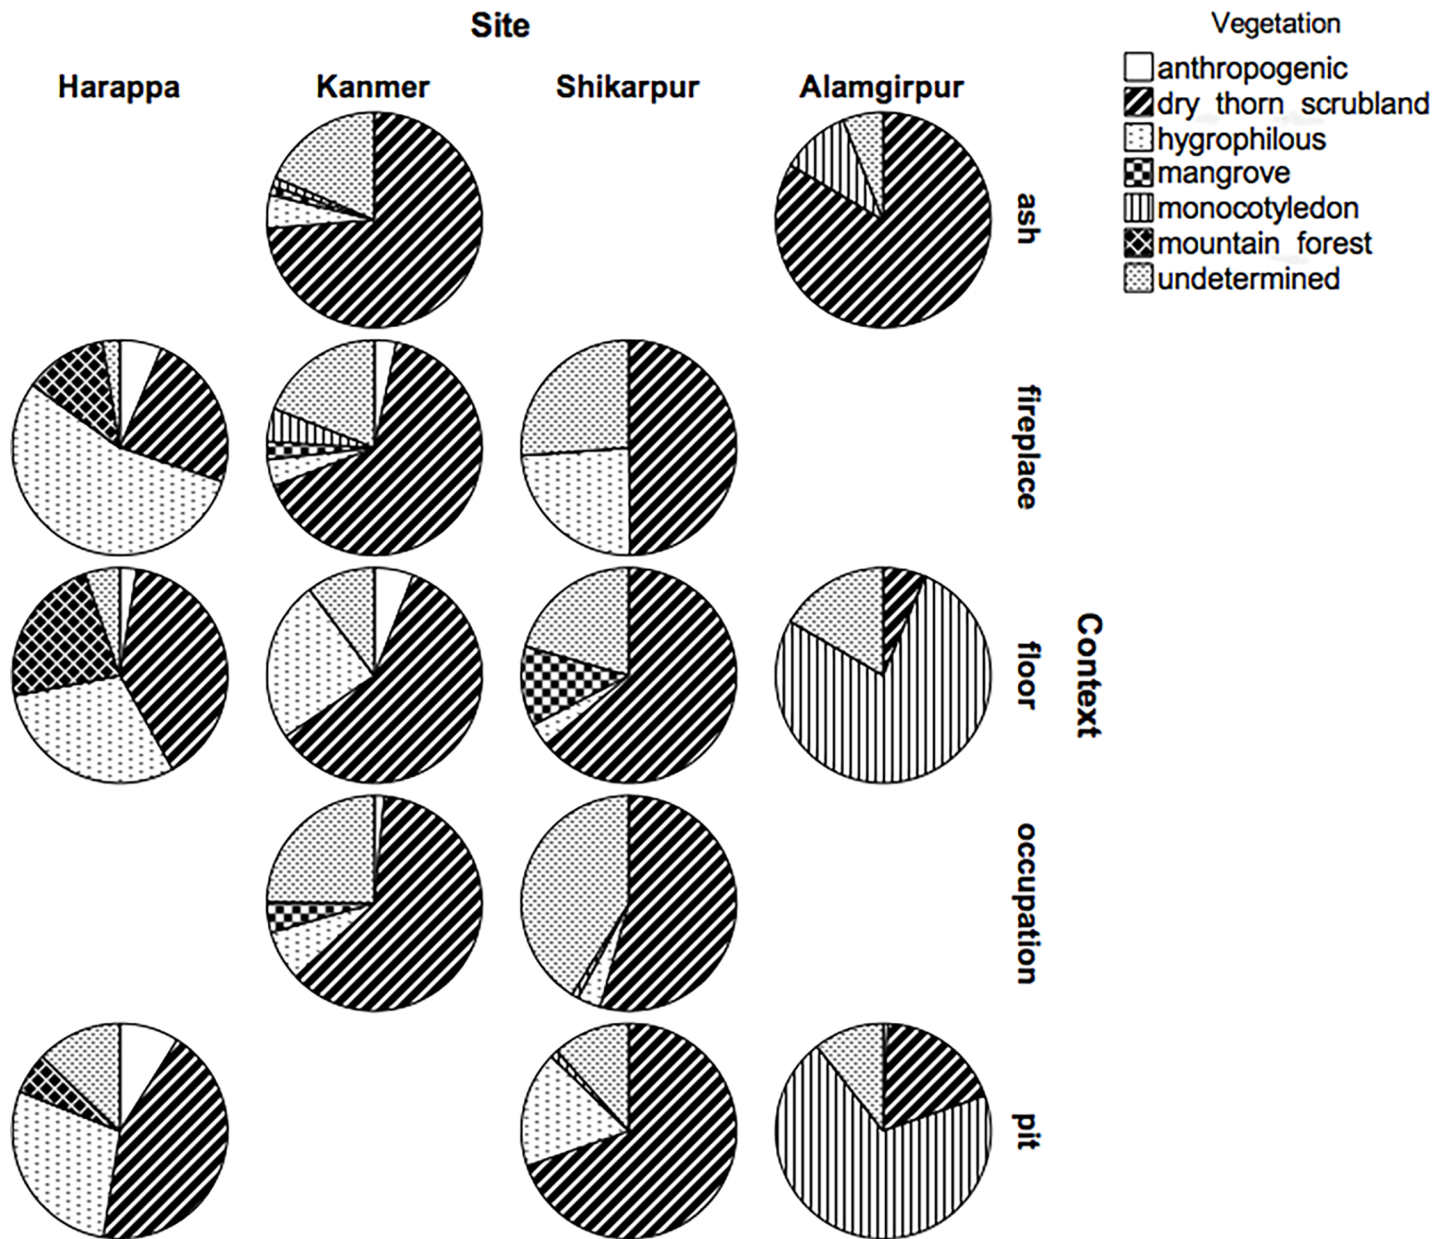 Site
Harappa
Kanmer
Shikarpur
Alamgirpur
Vegetation
anthropogenic
dry thorn scrubland
hygrophilous
mangrove
monocotyledon
mountain forest
undetermined
ash
fireplace
floor
occupation
pit
Context